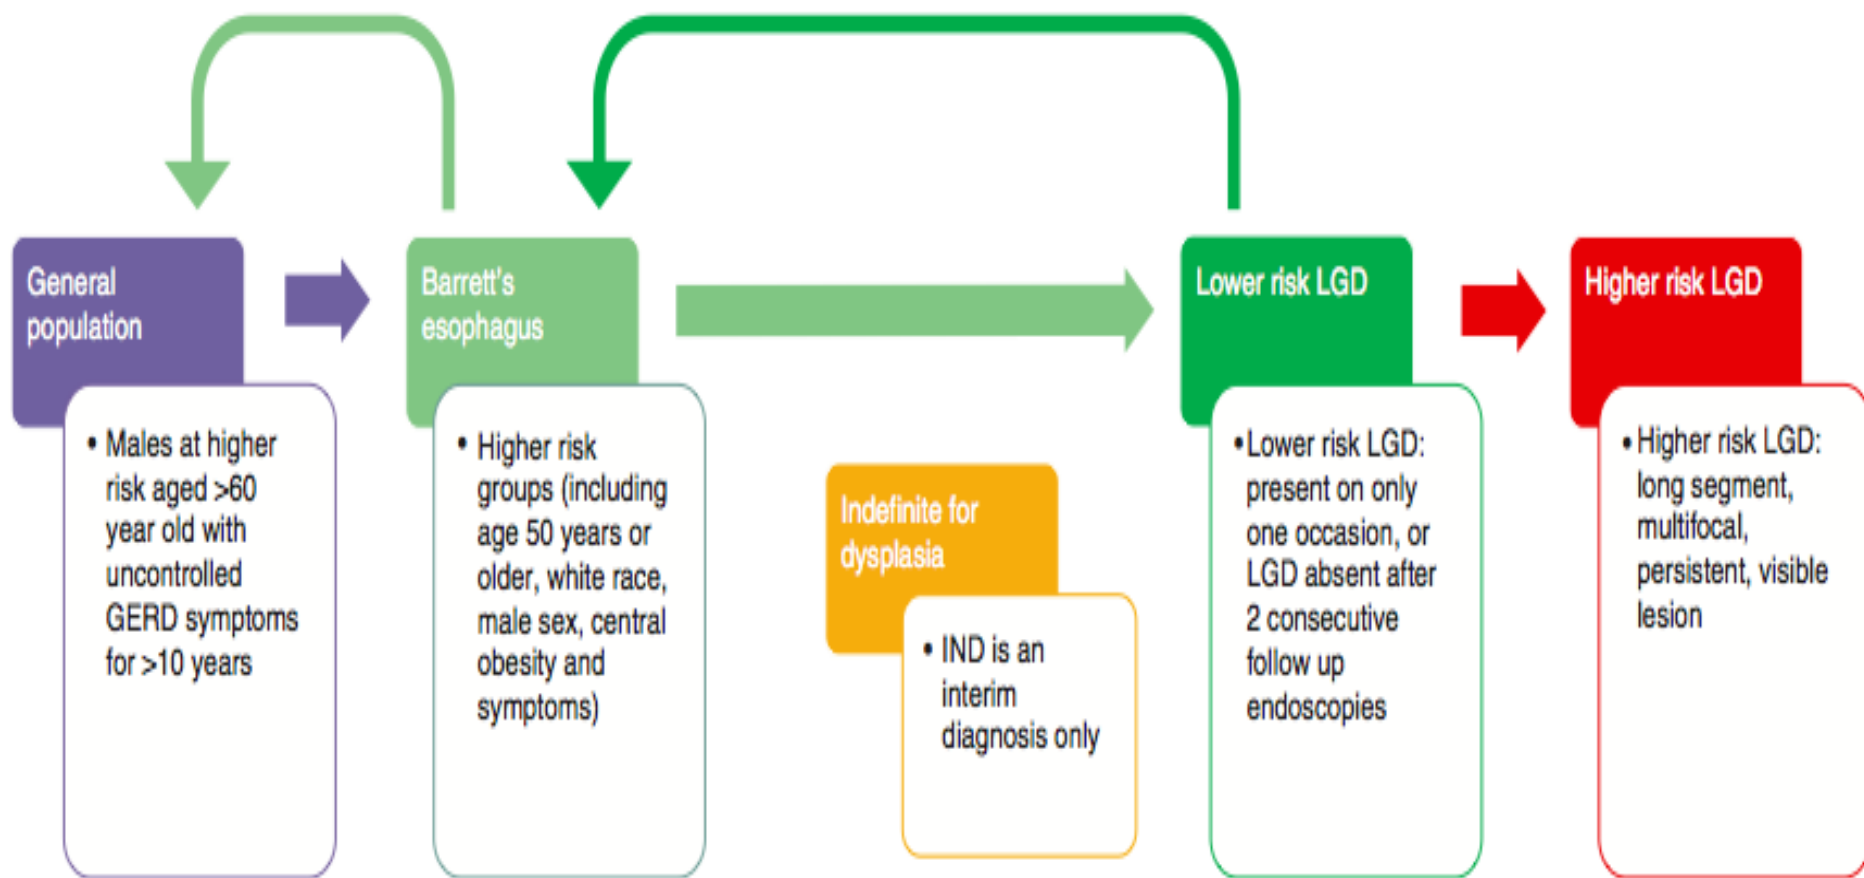 General
population
• Males at higher
risk aged >60
year old with
uncontrolled
GERD symptoms
for >10 years
Barrett's
esophagus
• Higher risk
groups (including
age 50 years or
older, white race,
male sex, central
obesity and
symptoms)
Indefinite for
dysplasia
• IND is an
interim
diagnosis only
Lower risk LGD
• Lower risk LGD:
present on only
one occasion, or
LGD absent after
2 consecutive
follow up
endoscopies
Higher risk LGD
• Higher risk LGD:
long segment,
multifocal,
persistent, visible
lesion